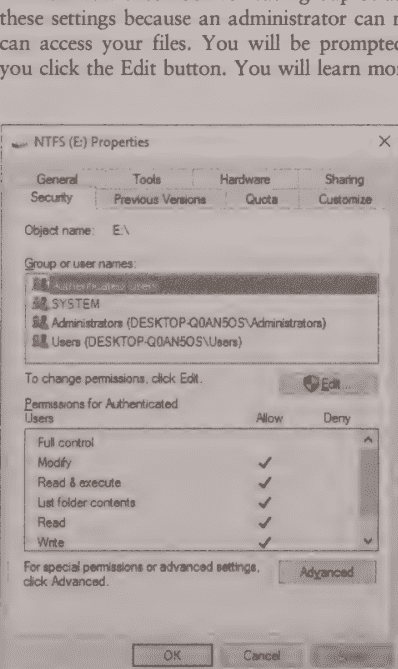 these settings because an administrator can
can access your files. You will be prompted
you click the Edit button. You will learn
NTFS (E:) Properties
General Tools Hardware Sharing
Security Previous Versions Quota Customize
Object name: E:\
Group or user names:
Authenticated Users
SYSTEM
Administrators (DESKTOP-Q0AN5OS\Administrators)
Users (DESKTOP-Q0AN5OS\Users)
To change permissions, click Edit.
Edit...
Permissions for Authenticated
Users Allow Deny
Full control
Modify
Read & execute
List folder contents
Read
Write
For special permissions or advanced settings,
click Advanced.
Advanced
OK Cancel